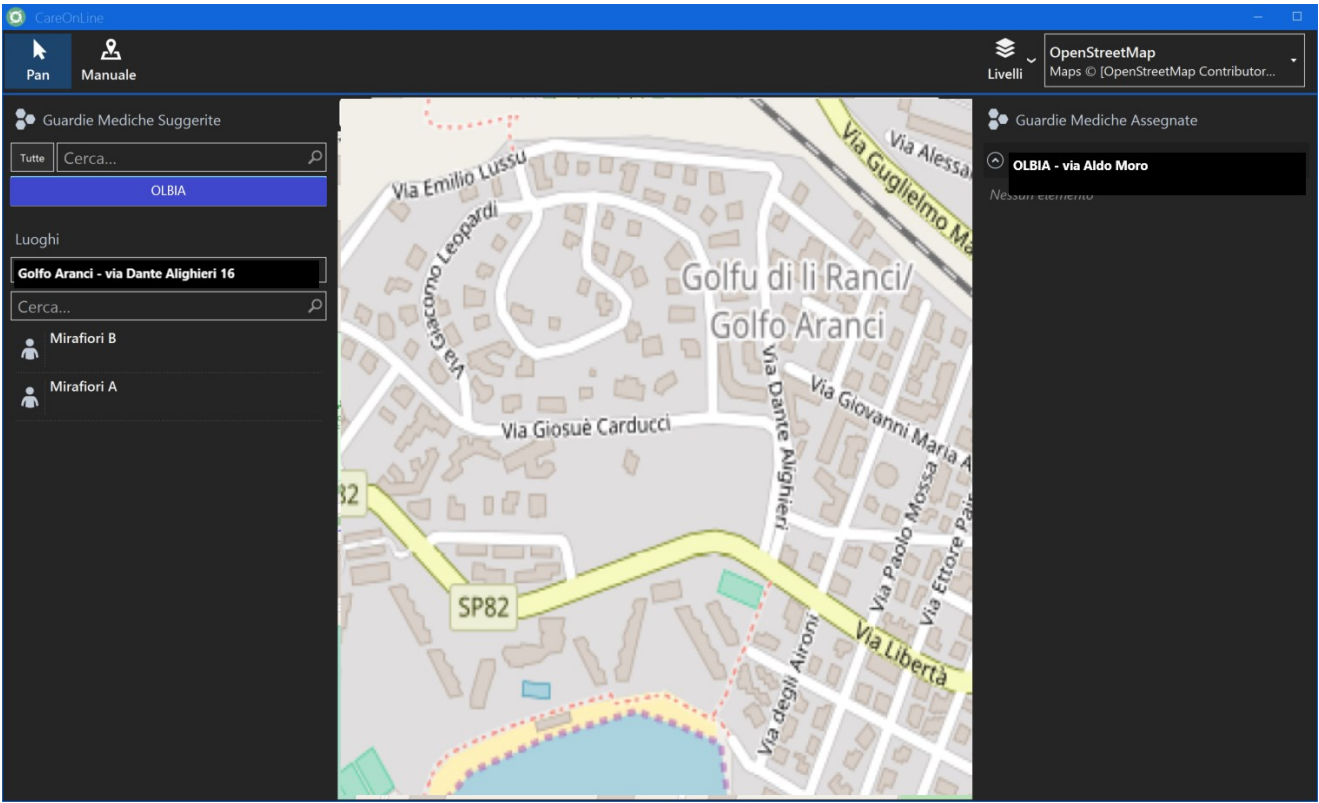 CareOnLine
Pan
Manuale
Livelli
OpenStreetMap
Maps © [OpenStreetMap Contributor...
Guardie Mediche Suggerite
Tutte
Cerca...
OLBIA
Luoghi
Golfo Aranci - via Dante Alighieri 16
Cerca...
Mirafiori B
Mirafiori A
Via Emilio Lussu
Via Giacomo Leopardi
Via Guglielmo Ma
Via Alessa
Golfu di li Ranci/
Golfo Aranci
Via Dante Alighieri
Via Giovanni Maria A
Via Giosuè Carducci
Via Paolo Mossa
Via Ettore Pais
82
SP82
Via degli Aironi
Via Libertà
Guardie Mediche Assegnate
OLBIA - via Aldo Moro
Nessun elemento